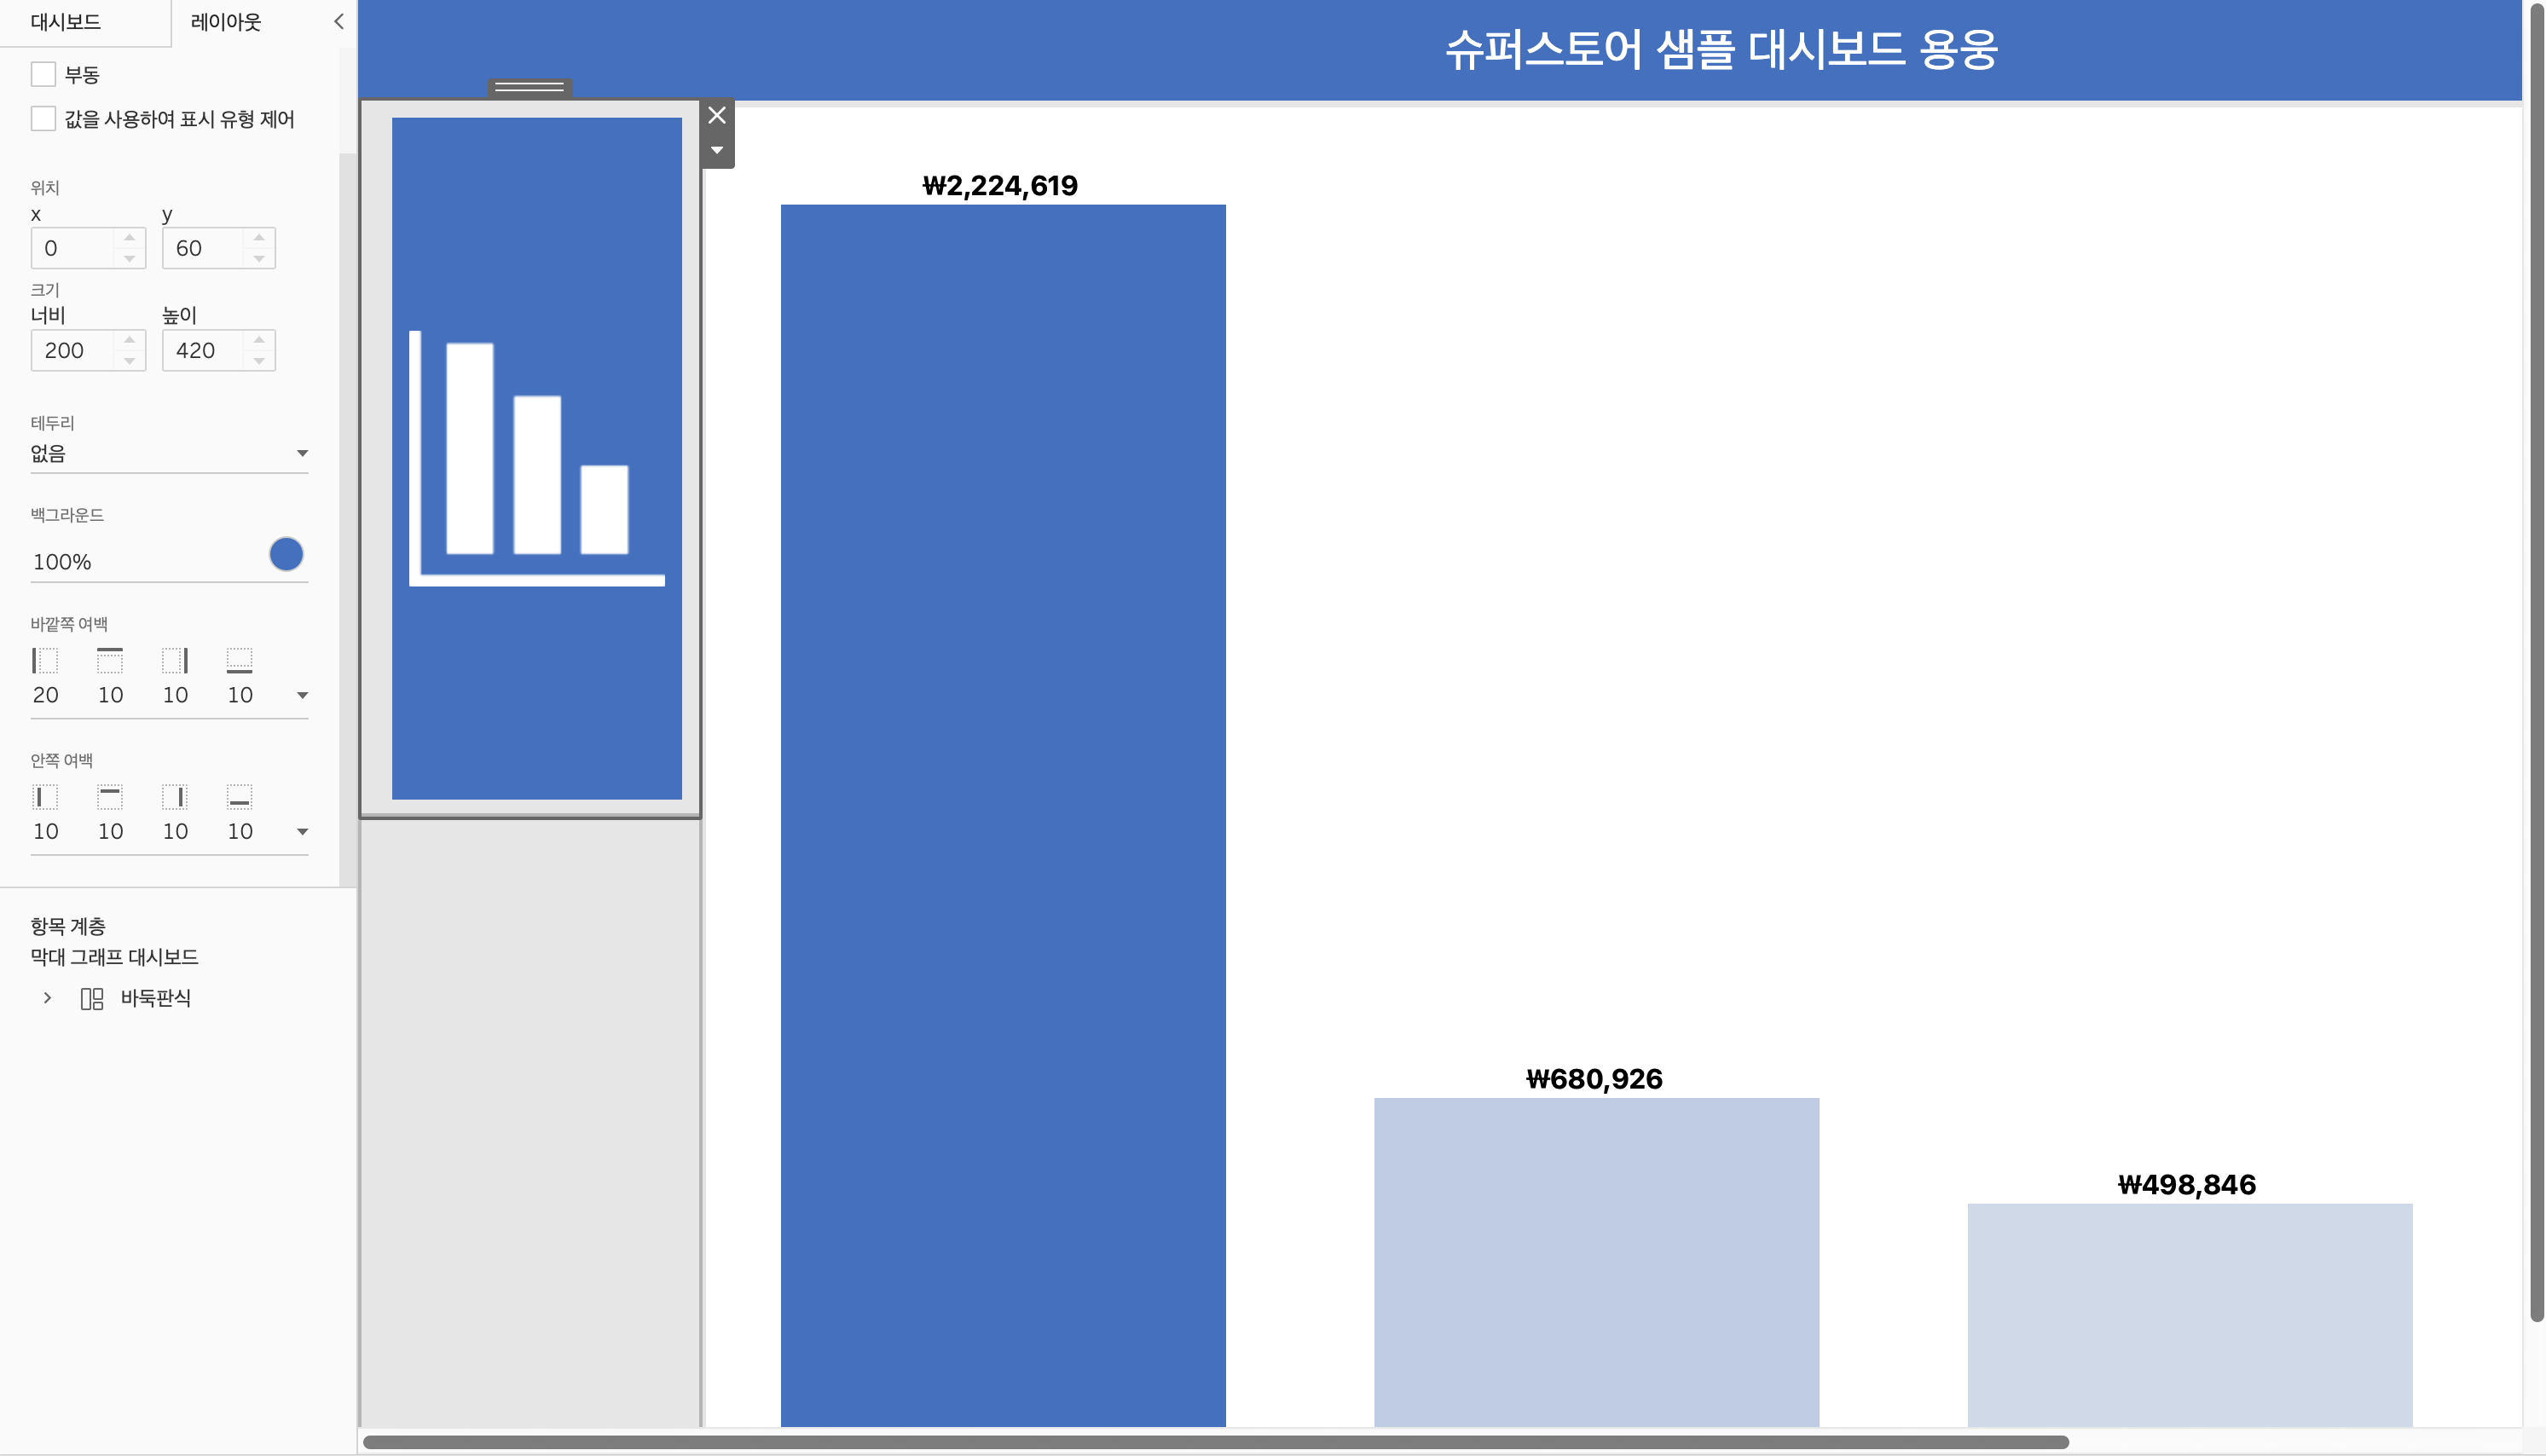 대시보드
레이아웃
부동
값을 사용하여 표시 유형 제어
위치
x y
0 60
크기
너비 높이
200 420
테두리
없음
백그라운드
100%
바깥쪽 여백
20 10 10 10
안쪽 여백
10 10 10 10
항목 계층
막대 그래프 대시보드
바둑판식
슈퍼스토어 샘플 대시보드 용웅
₩2,224,619
₩680,926
₩498,846